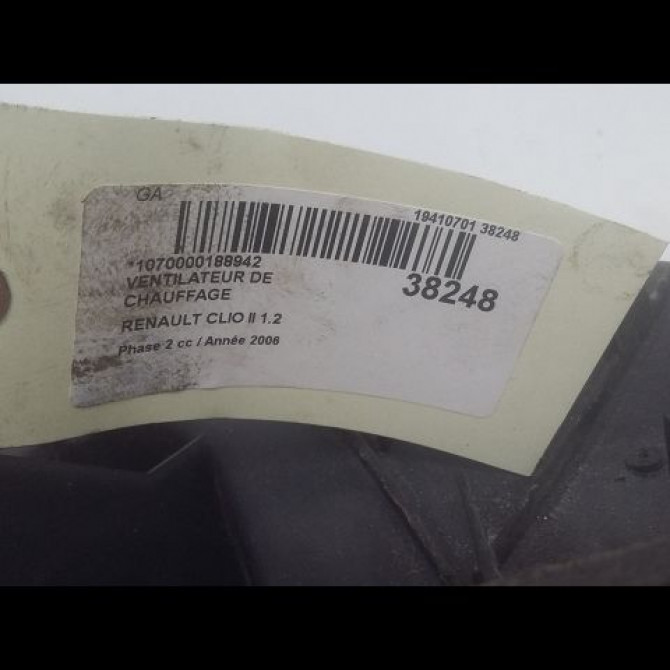 GA
19410701 38248
*1070000188942
38248
VENTILATEUR DE
CHAUFFAGE
RENAULT CLIO II 1.2
Phase 2 cc / Année 2006